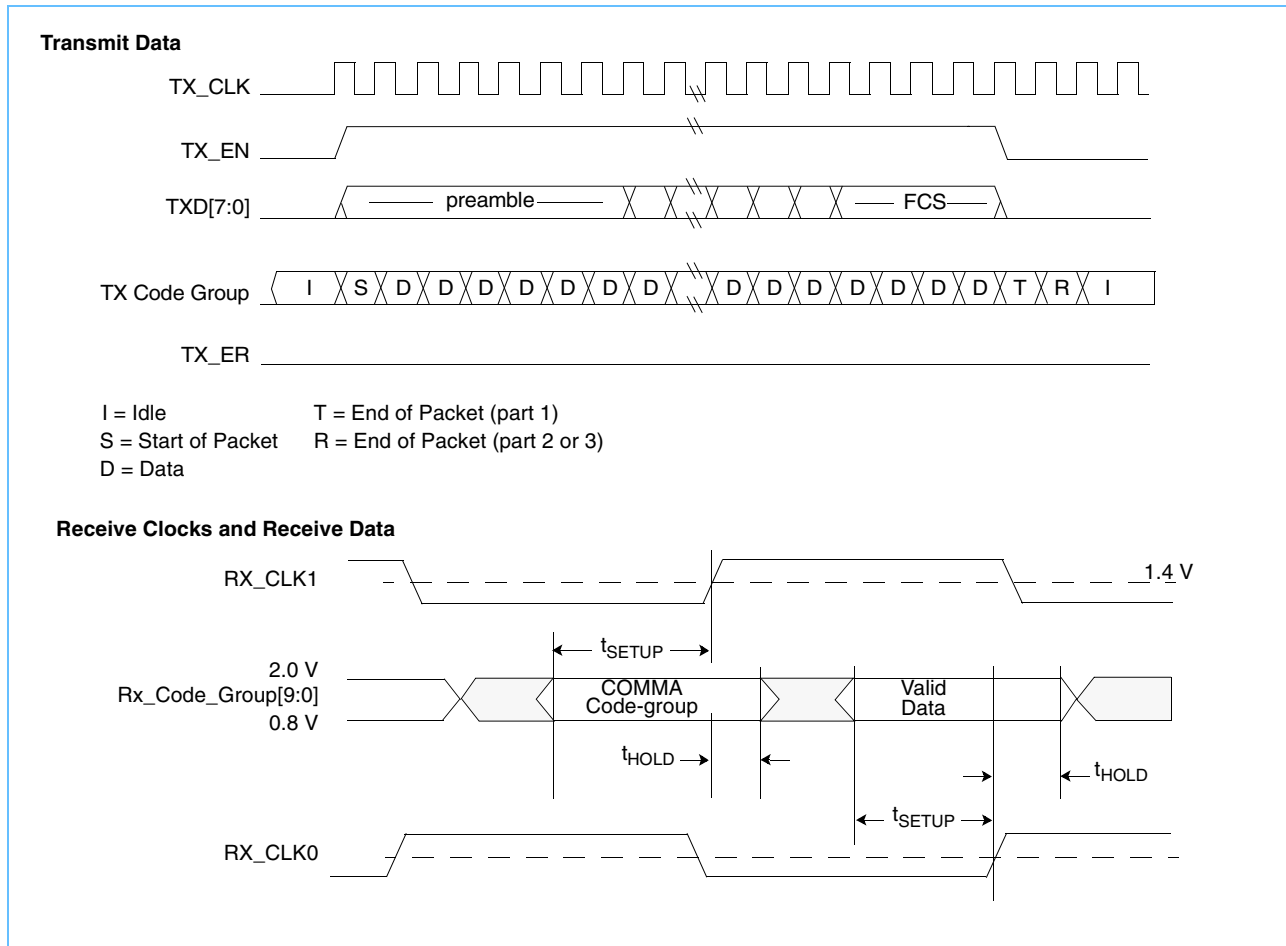 Transmit Data
TX_CLK
TX_EN
TXD[7:0] preamble FCS
TX Code Group I S D D D D D D D D D D D D D D T R I
TX_ER
I = Idle T = End of Packet (part 1)
S = Start of Packet R = End of Packet (part 2 or 3)
D = Data
Receive Clocks and Receive Data
RX_CLK1 1.4 V
tSETUP
2.0 V
Rx_Code_Group[9:0]
0.8 V
COMMA
Code-group
Valid
Data
tHOLD
tHOLD
tSETUP
RX_CLK0